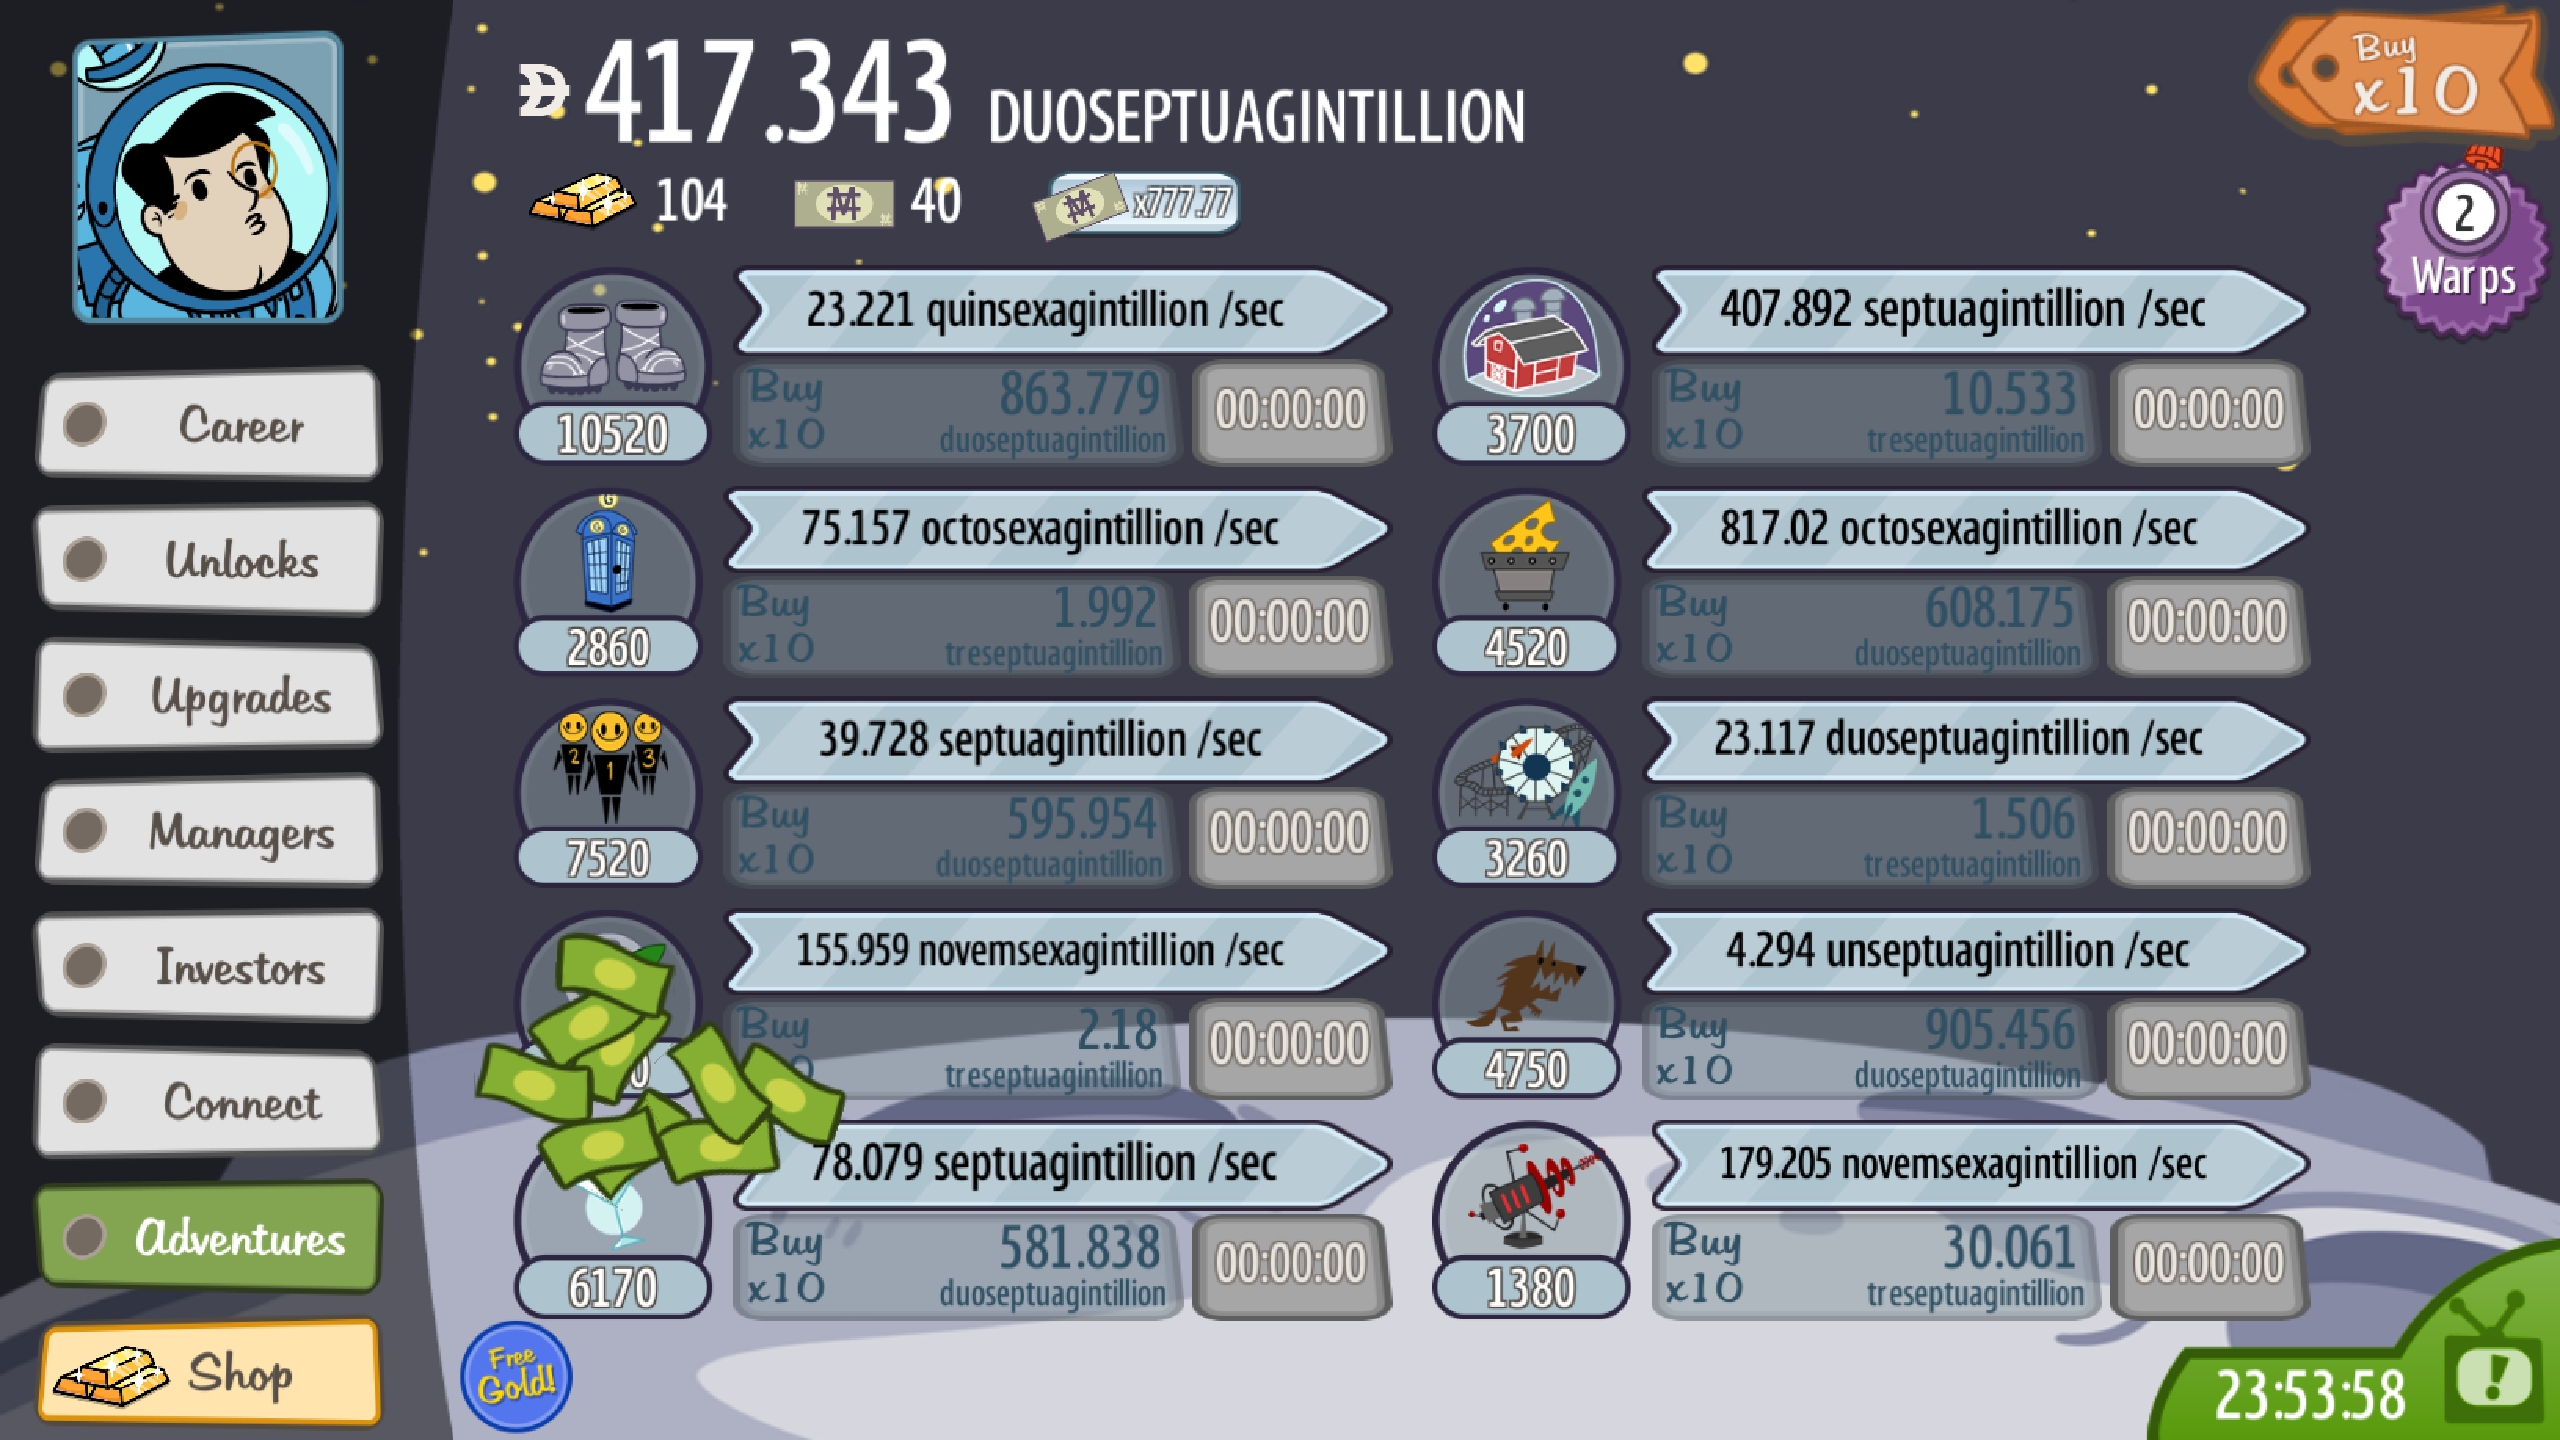 417.343 DUOSEPTUAGINTILLION
104 40 x777.77
Buy
x10
2
Warps
Career
Unlocks
Upgrades
Managers
Investors
Connect
Adventures
Shop
23.221 quinsexagintillion /sec
10520
Buy
x10
863.779
duoseptuagintillion
00:00:00
407.892 septuagintillion /sec
3700
Buy
x10
10.533
treseptuagintillion
00:00:00
G
G G
75.157 octosexagintillion /sec
2860
Buy
x10
1.992
treseptuagintillion
00:00:00
817.02 octosexagintillion /sec
4520
Buy
x10
608.175
duoseptuagintillion
00:00:00
2 1 3
39.728 septuagintillion /sec
7520
Buy
x10
595.954
duoseptuagintillion
00:00:00
23.117 duoseptuagintillion /sec
3260
Buy
x10
1.506
treseptuagintillion
00:00:00
155.959 novemsexagintillion /sec
Buy
2.18
treseptuagintillion
00:00:00
4.294 unseptuagintillion /sec
4750
Buy
x10
905.456
duoseptuagintillion
00:00:00
78.079 septuagintillion /sec
6170
Buy
x10
581.838
duoseptuagintillion
00:00:00
179.205 novemsexagintillion /sec
1380
Buy
x10
30.061
treseptuagintillion
00:00:00
Free
Gold!
23:53:58
!